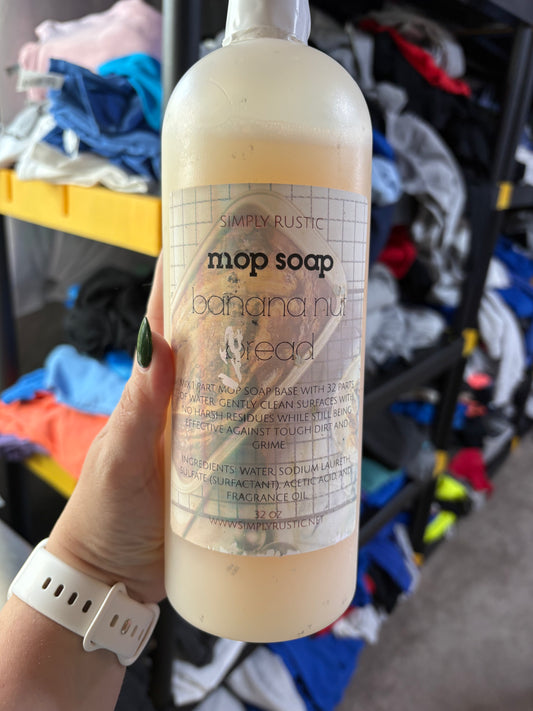 SIMPLY RUSTIC
mop soap
banana nut
bread
MIX 1 PART MOP SOAP BASE WITH 32 PARTS
OF WATER, GENTLY CLEAN SURFACES WITH
NO HARSH RESIDUES WHILE STILL BEING
EFFECTIVE AGAINST TOUGH DIRT AND
GRIME
INGREDIENTS: WATER, SODIUM LAURETH
SULFATE (SURFACTANT), ACETIC ACID, AND
FRAGRANCE OIL
32 OZ
WWW.SIMPLYRUSTIC.NET